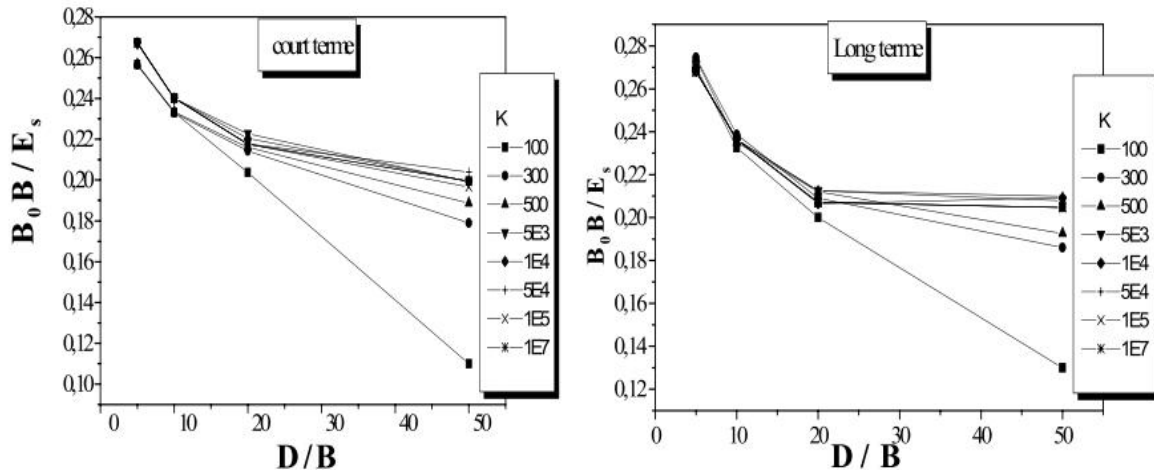 court terme
B₀ B / Eₛ
0,28
0,26
0,24
0,22
0,20
0,18
0,16
0,14
0,12
0,10
0 10 20 30 40 50
D/B
K
100
300
500
5E3
1E4
5E4
1E5
1E7
Long terme
B₀ B / Eₛ
0,28
0,26
0,24
0,22
0,20
0,18
0,16
0,14
0,12
0 10 20 30 40 50
D / B
K
100
300
500
5E3
1E4
5E4
1E5
1E7